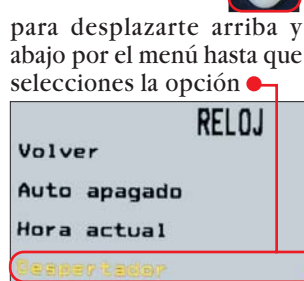 para desplazarte arriba y
abajo por el menú hasta que
selecciones la opción
RELOJ
Volver
Auto apagado
Hora actual
Despertador